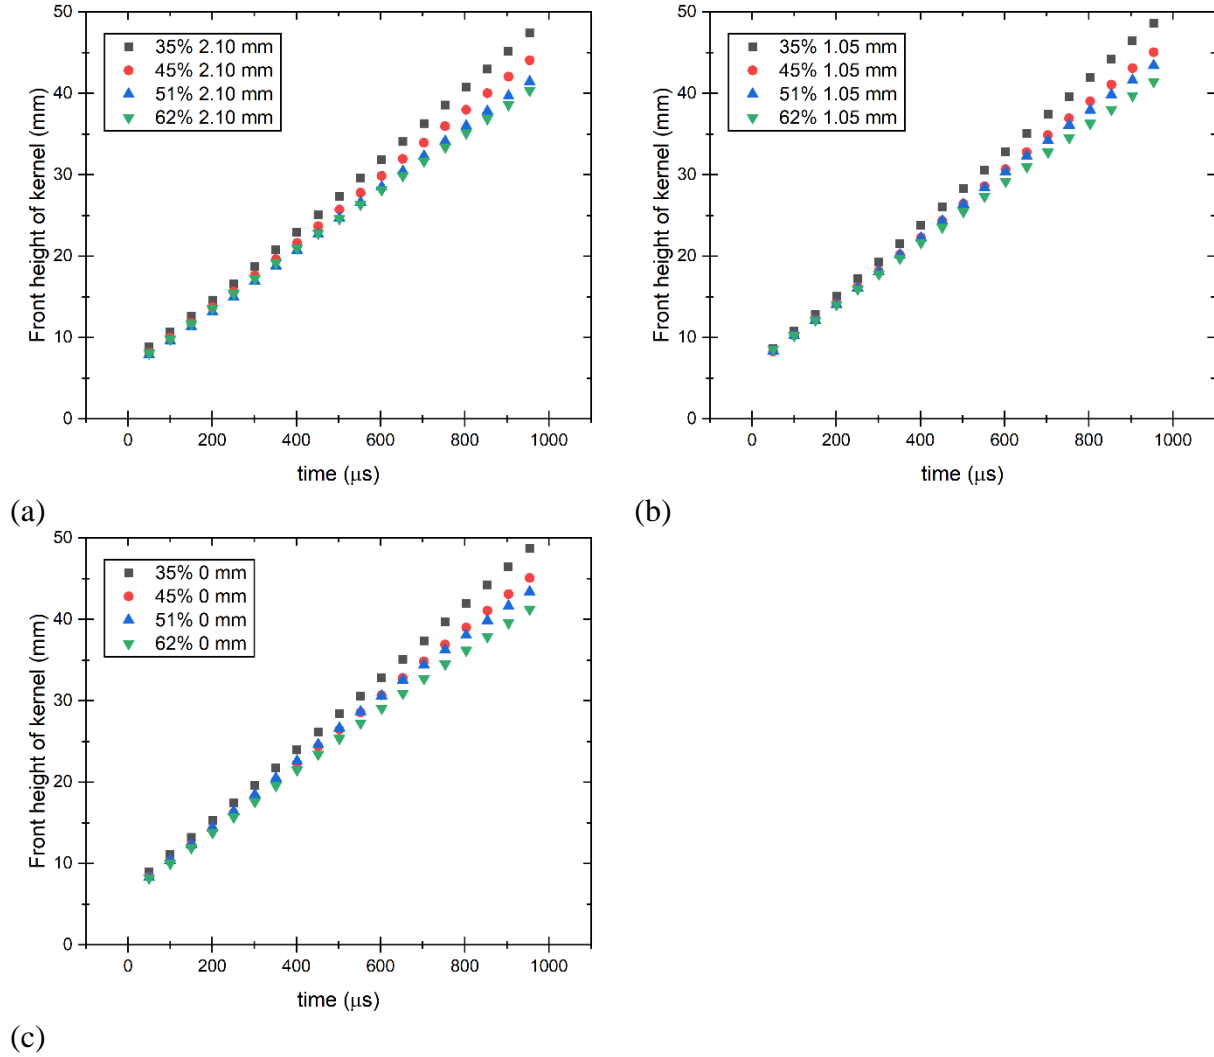 50
40
30
20
10
0
Front height of kernel (mm)
35% 2.10 mm
45% 2.10 mm
51% 2.10 mm
62% 2.10 mm
0 200 400 600 800 1000
time (μs)
(a)
50
40
30
20
10
0
Front height of kernel (mm)
35% 1.05 mm
45% 1.05 mm
51% 1.05 mm
62% 1.05 mm
0 200 400 600 800 1000
time (μs)
(b)
50
40
30
20
10
0
Front height of kernel (mm)
35% 0 mm
45% 0 mm
51% 0 mm
62% 0 mm
0 200 400 600 800 1000
time (μs)
(c)